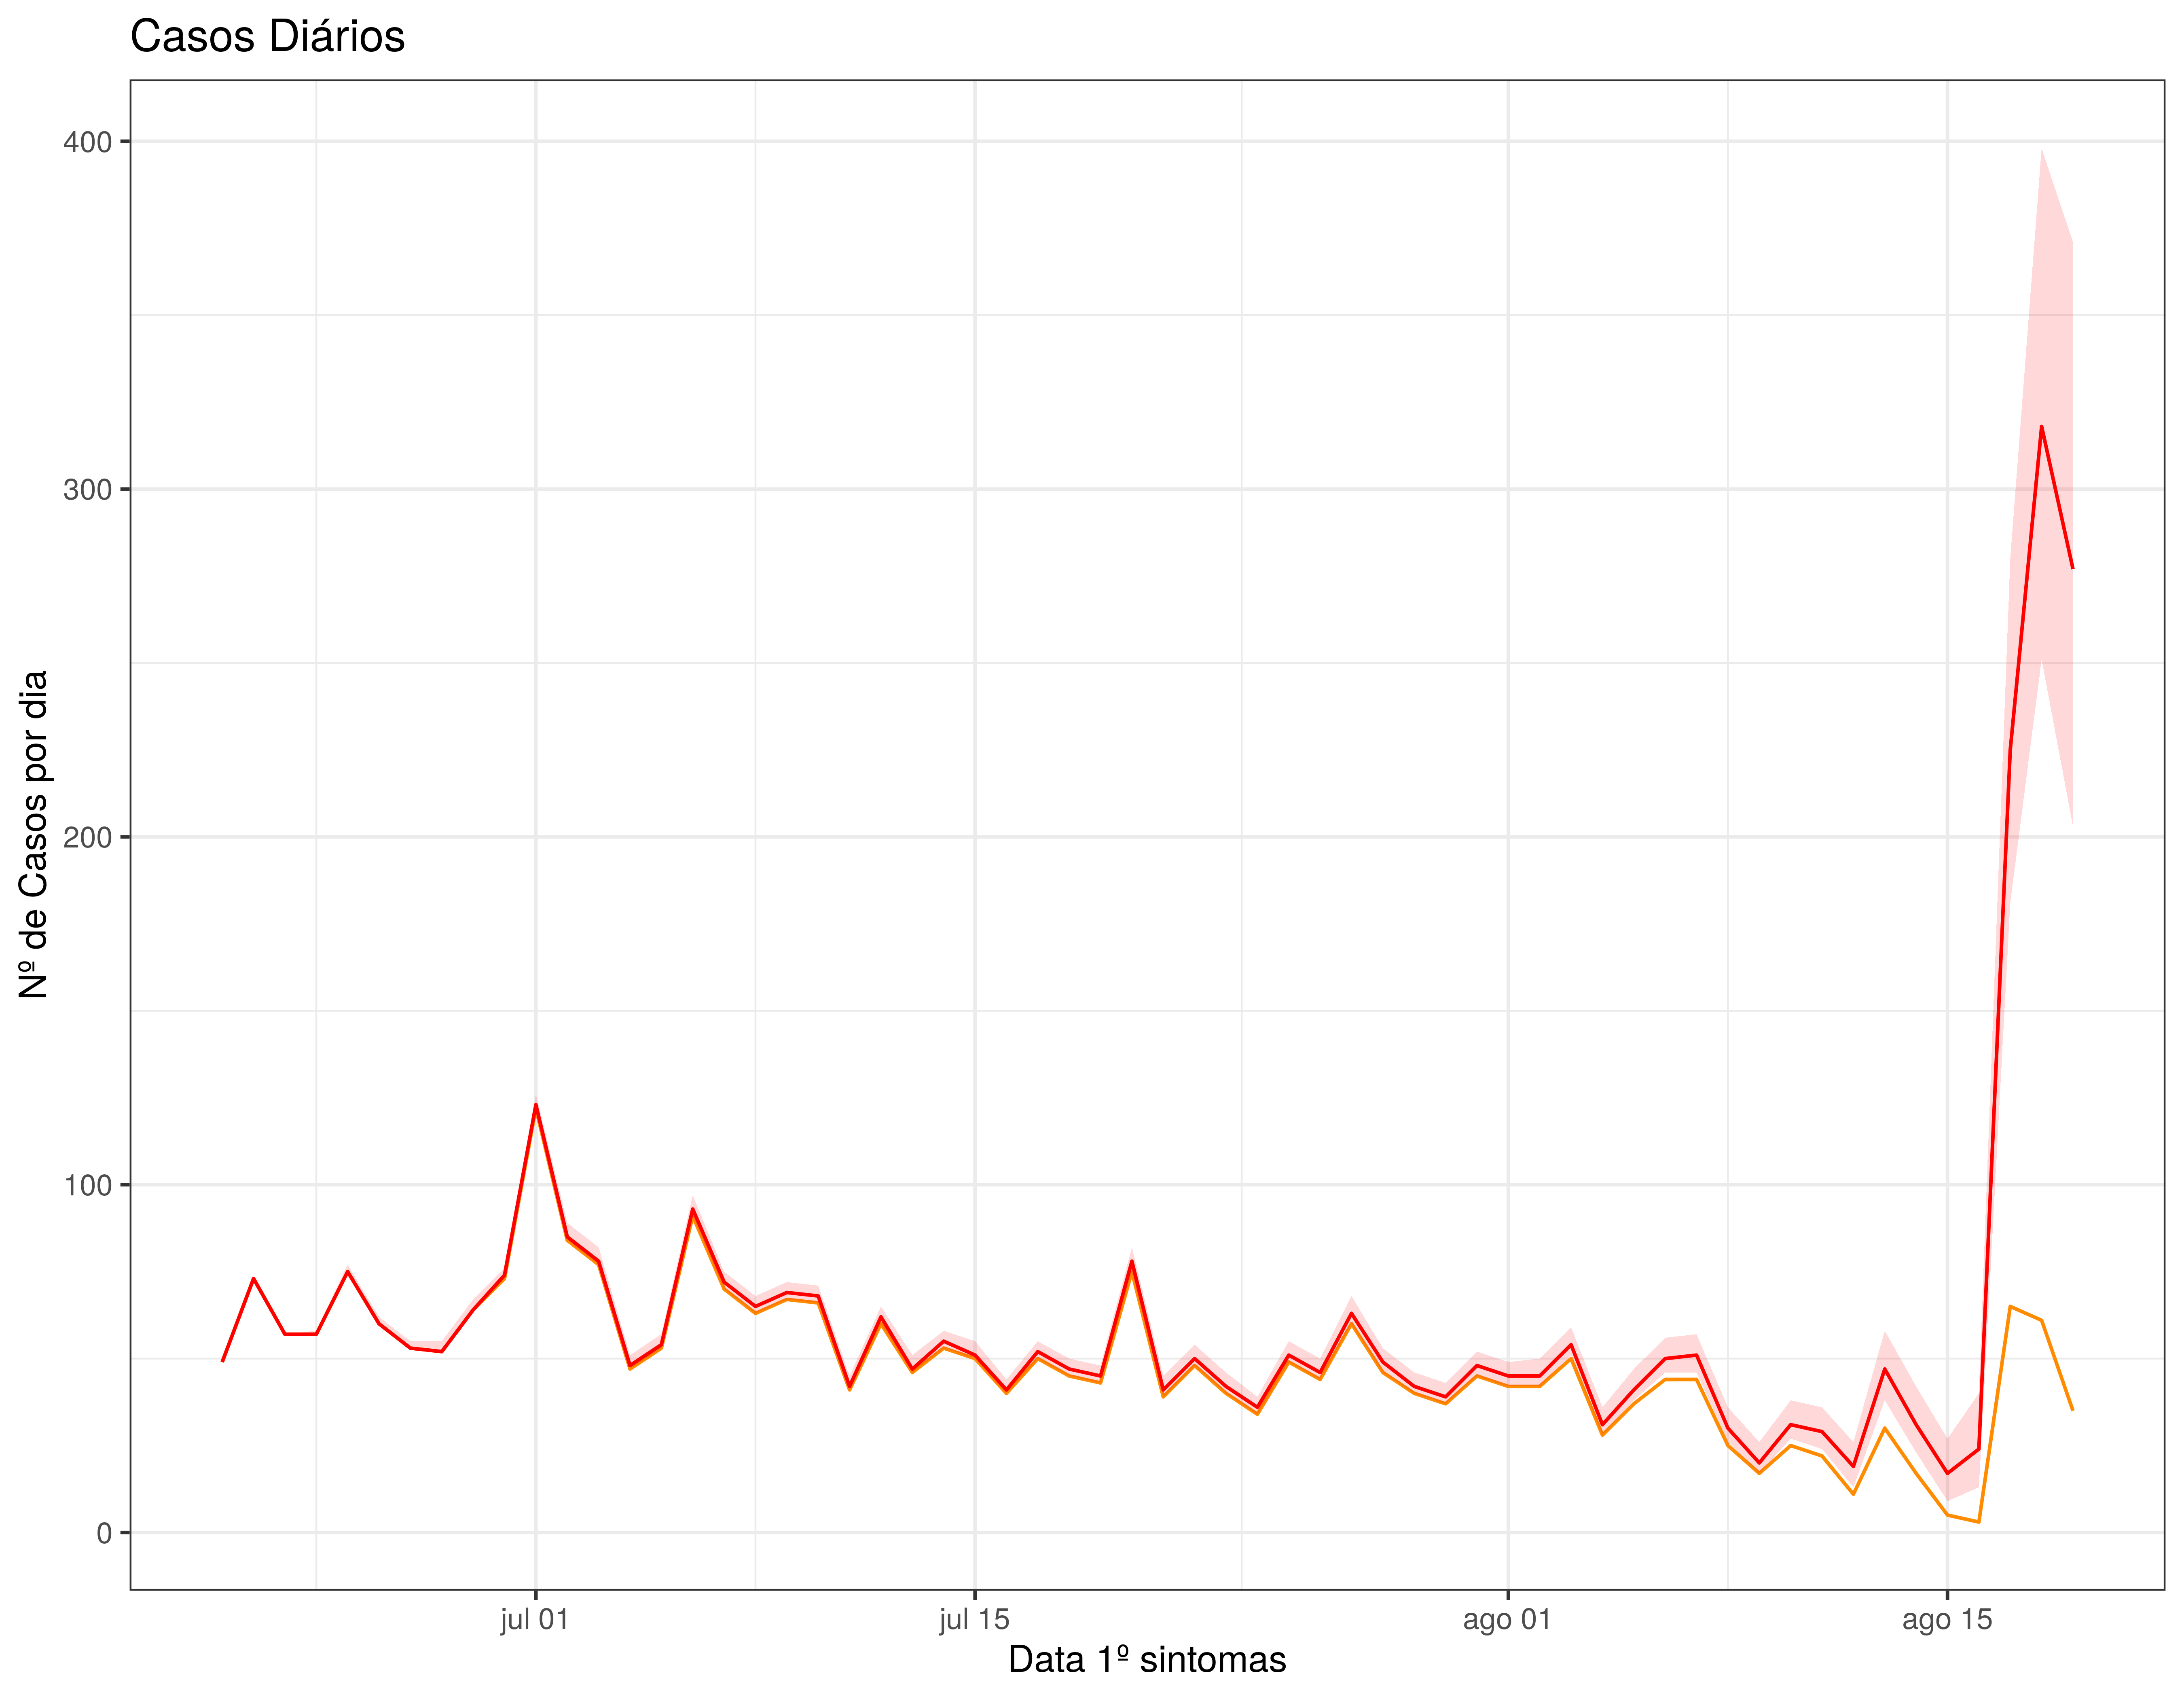 Casos Diários
Nº de Casos por dia
400
300
200
100
0
jul 01
jul 15
ago 01
ago 15
Data 1º sintomas